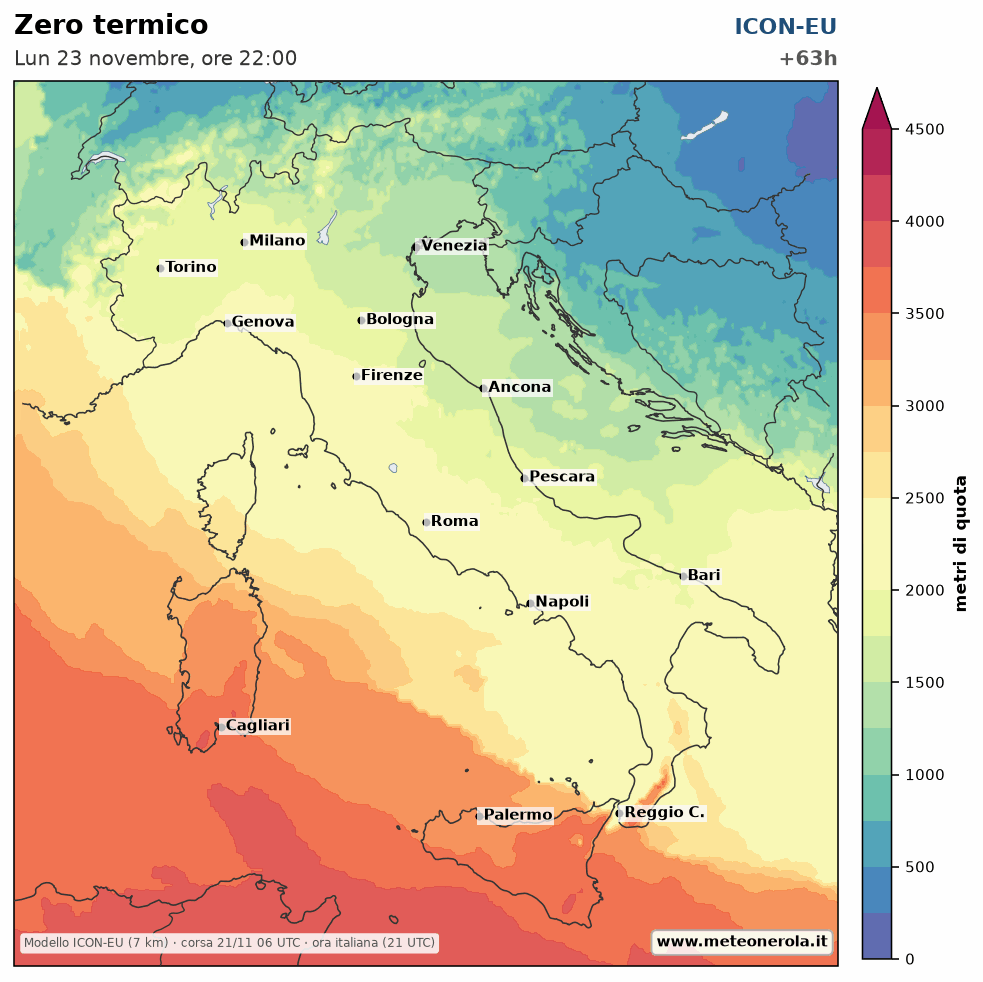 Zero termico
ICON-EU
Lun 23 novembre, ore 22:00
+63h
Milano
Venezia
Torino
Genova
Bologna
Firenze
Ancona
Pescara
Roma
Bari
Napoli
Cagliari
Palermo
Reggio C.
4500
4000
3500
3000
2500
2000
1500
1000
500
0
metri di quota
Modello ICON-EU (7 km) · corsa 21/11 06 UTC · ora italiana (21 UTC)
www.meteonerola.it